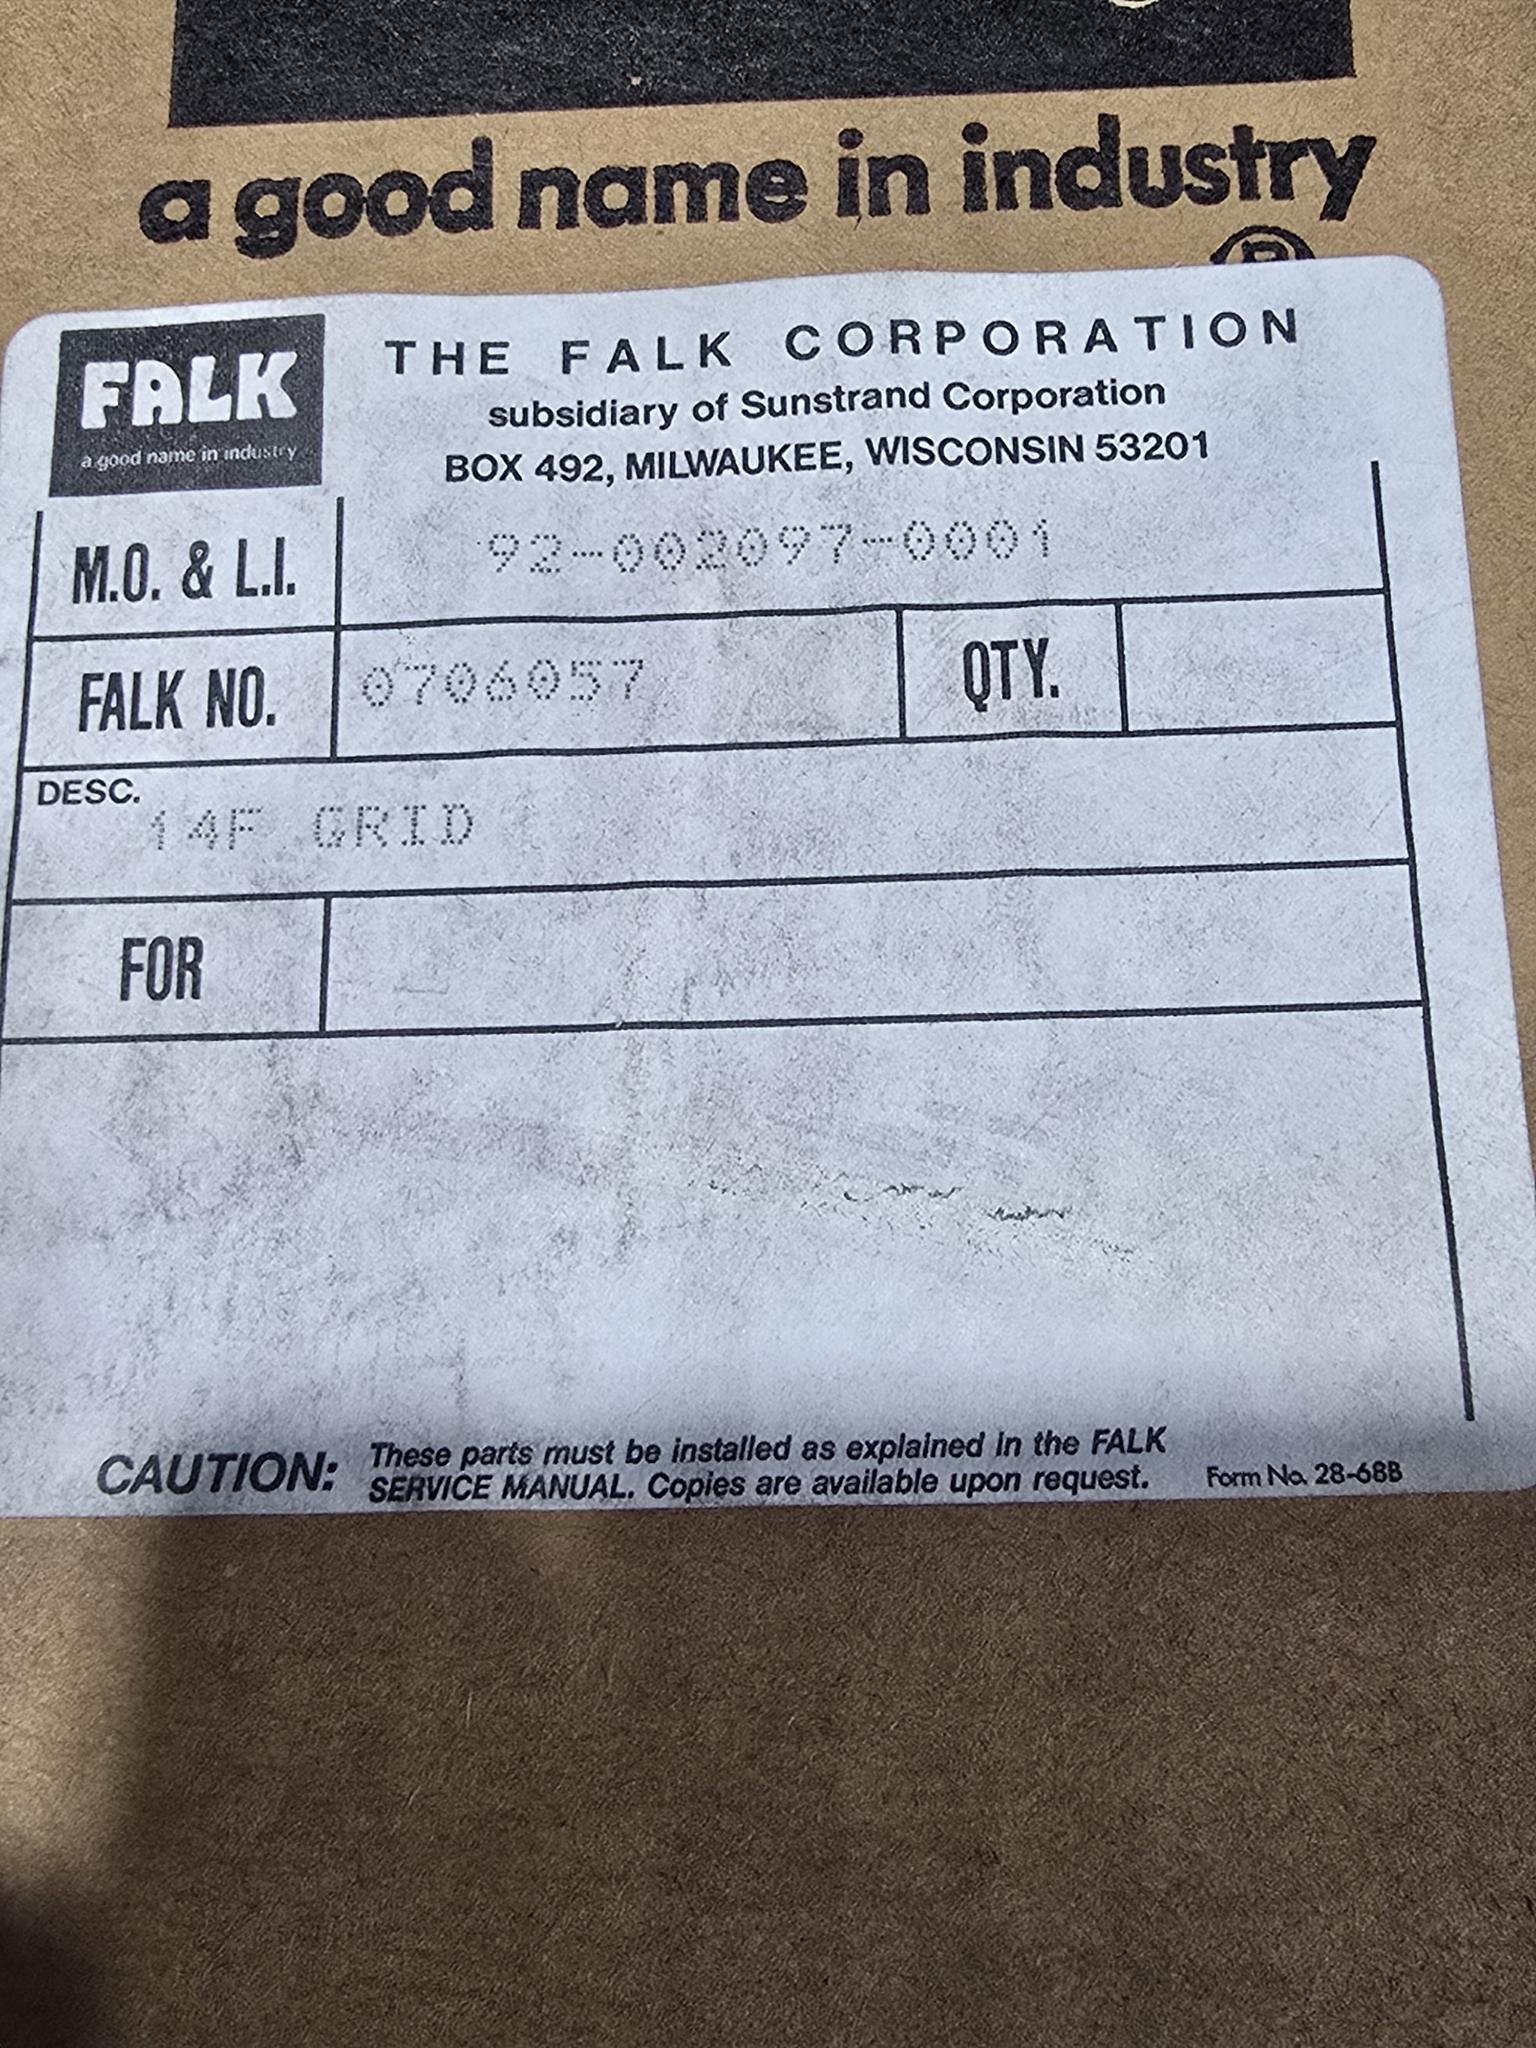 a good name in industry
®
FALK
a good name in industry
THE FALK CORPORATION
subsidiary of Sunstrand Corporation
BOX 492, MILWAUKEE, WISCONSIN 53201
M.O. & L.I. 92-002097-0001
FALK NO. 0706057 QTY.
DESC.
14F GRID
FOR
CAUTION: These parts must be installed as explained in the FALK
SERVICE MANUAL. Copies are available upon request. Form No. 28-68B